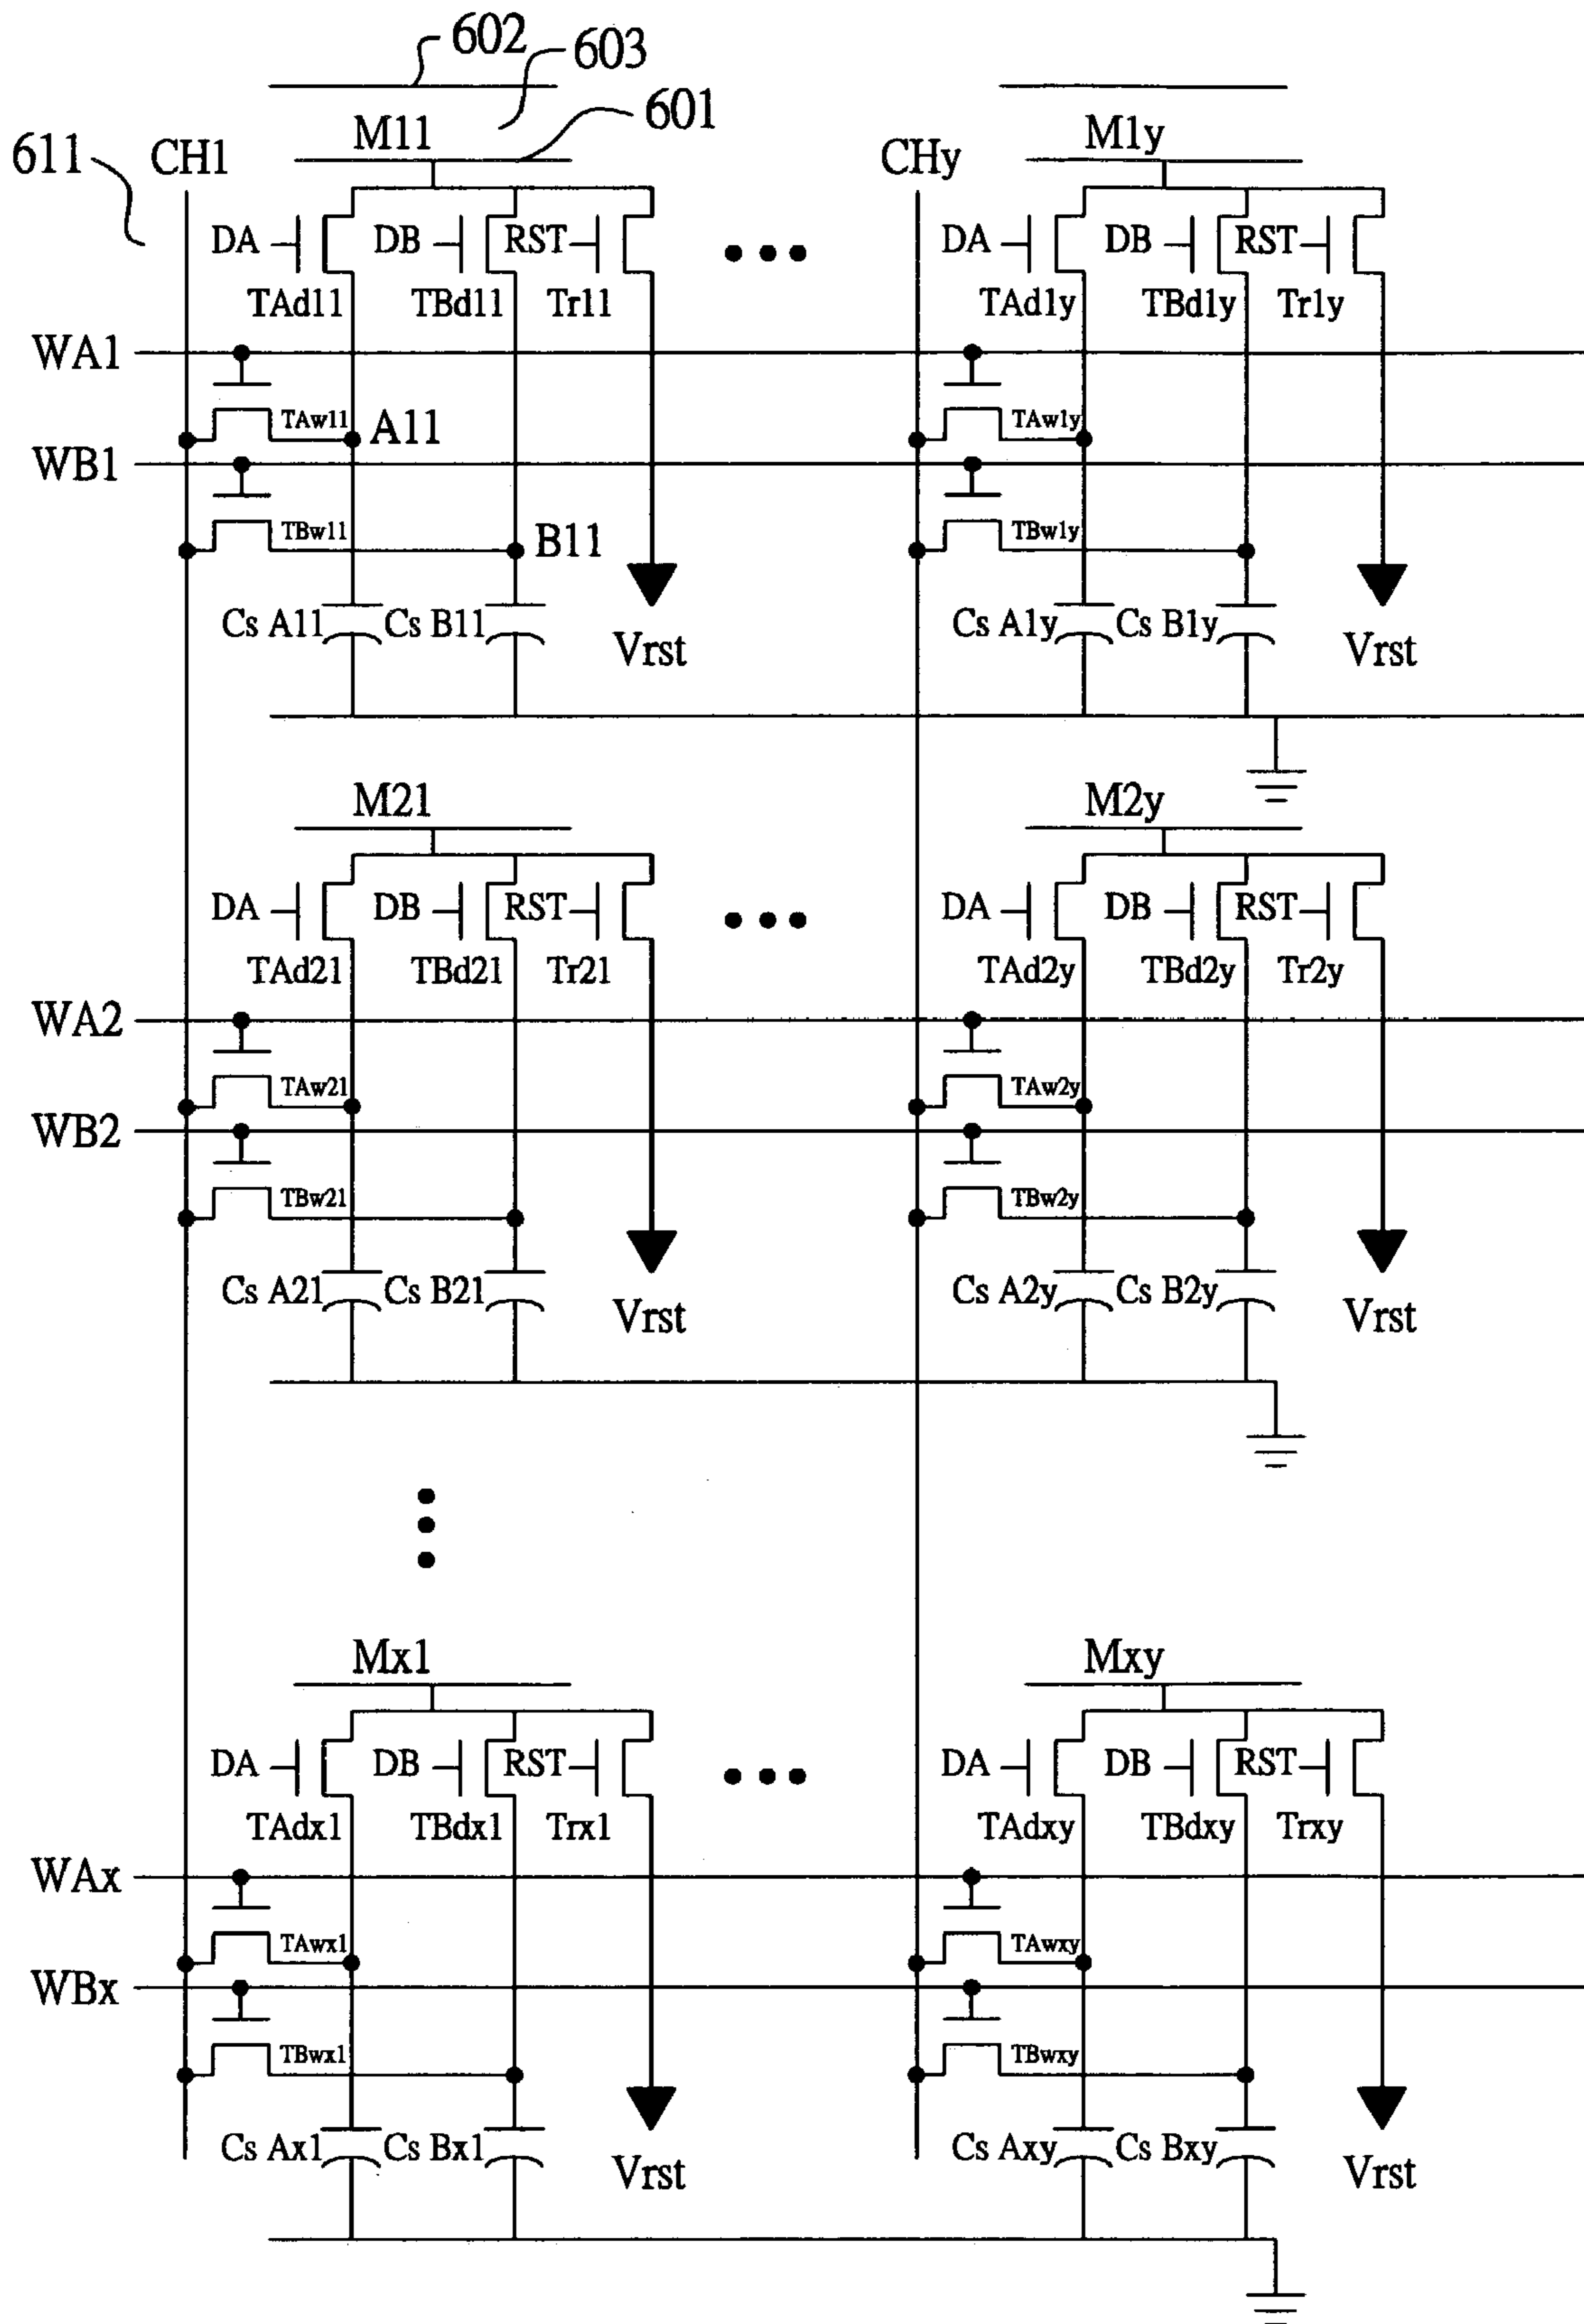 602
603
601
611
CH1
M11
CHy
M1y
DA
DB
RST
DA
DB
RST
TAd11
TBd11
Tr11
TAd1y
TBd1y
Tr1y
WA1
TAw11
A11
TAw1y
WB1
TBw11
B11
TBw1y
Cs A11
Cs B11
Vrst
Cs A1y
Cs B1y
Vrst
M21
M2y
DA
DB
RST
DA
DB
RST
TAd21
TBd21
Tr21
TAd2y
TBd2y
Tr2y
WA2
TAw21
TAw2y
WB2
TBw21
TBw2y
Cs A21
Cs B21
Vrst
Cs A2y
Cs B2y
Vrst
Mx1
Mxy
DA
DB
RST
DA
DB
RST
TAdx1
TBdx1
Trx1
TAdxy
TBdxy
Trxy
WAx
TAwx1
TAwxy
WBx
TBwx1
TBwxy
Cs Ax1
Cs Bx1
Vrst
Cs Axy
Cs Bxy
Vrst